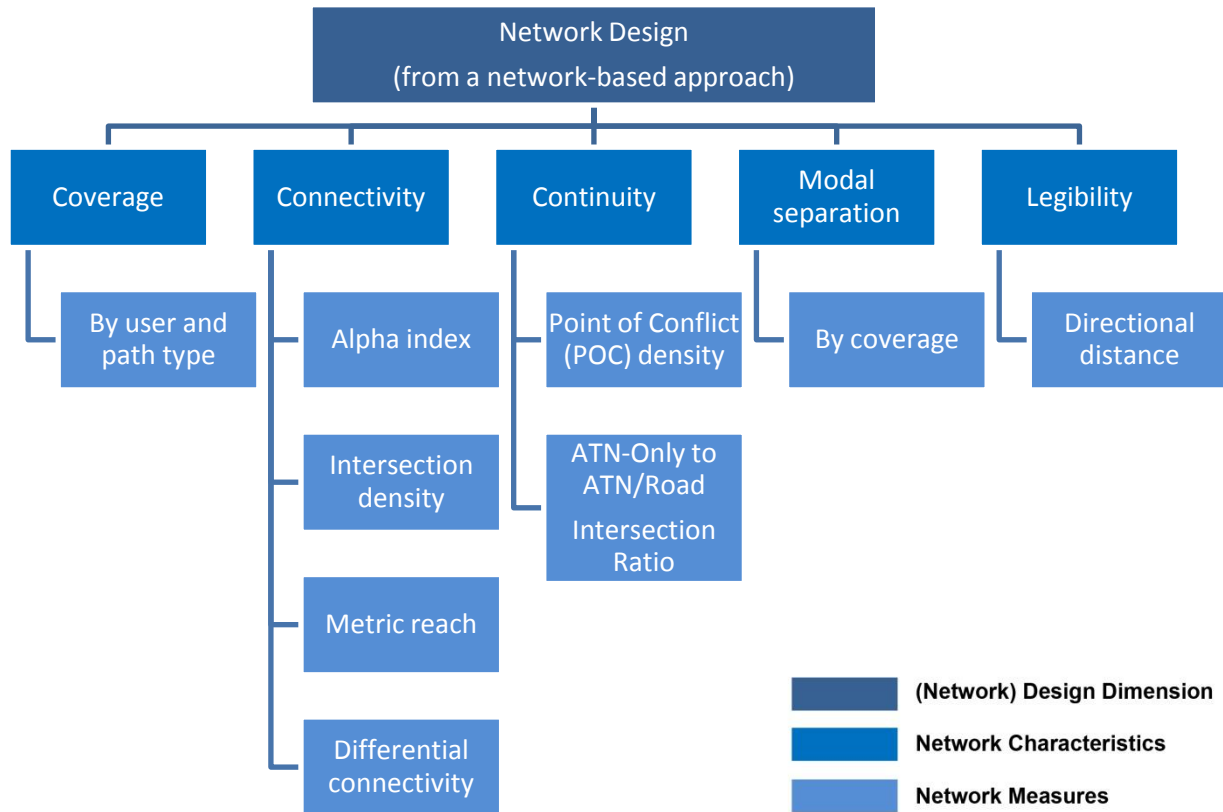 Network Design
(from a network-based approach)
Coverage
Connectivity
Continuity
Modal
separation
Legibility
By user and
path type
Alpha index
Point of Conflict
(POC) density
By coverage
Directional
distance
Intersection
density
ATN-Only to
ATN/Road
Intersection
Ratio
Metric reach
Differential
connectivity
(Network) Design Dimension
Network Characteristics
Network Measures